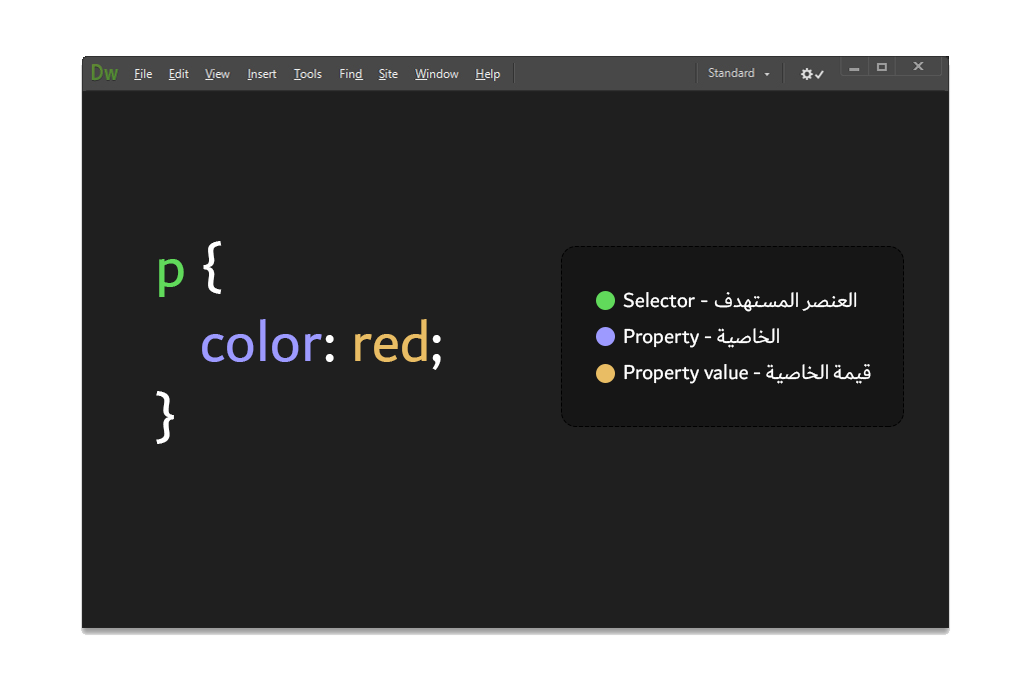 Dw File Edit View Insert Tools Find Site Window Help Standard
p {
color: red;
}
Selector - العنصر المستهدف
Property - الخاصية
Property value - قيمة الخاصية